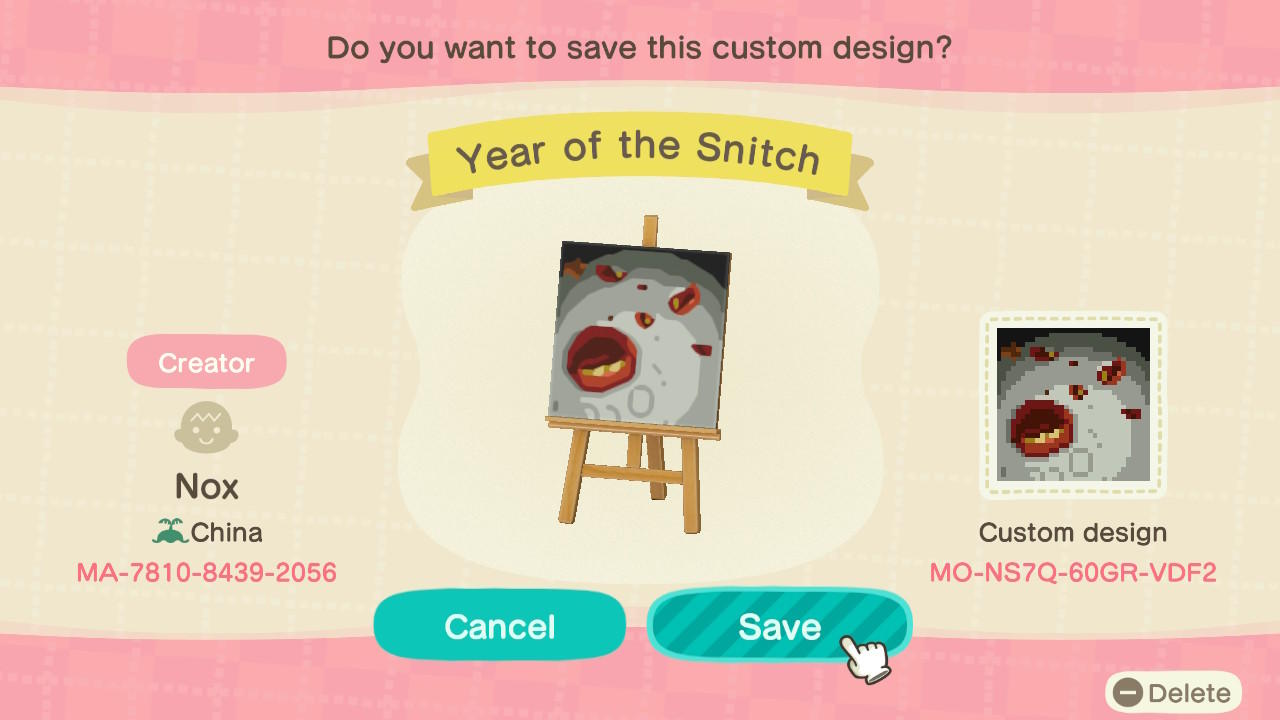 Do you want to save this custom design?
Year of the Snitch
Creator
Nox
China
MA-7810-8439-2056
Custom design
MO-NS7Q-60GR-VDF2
Cancel
Save
Delete